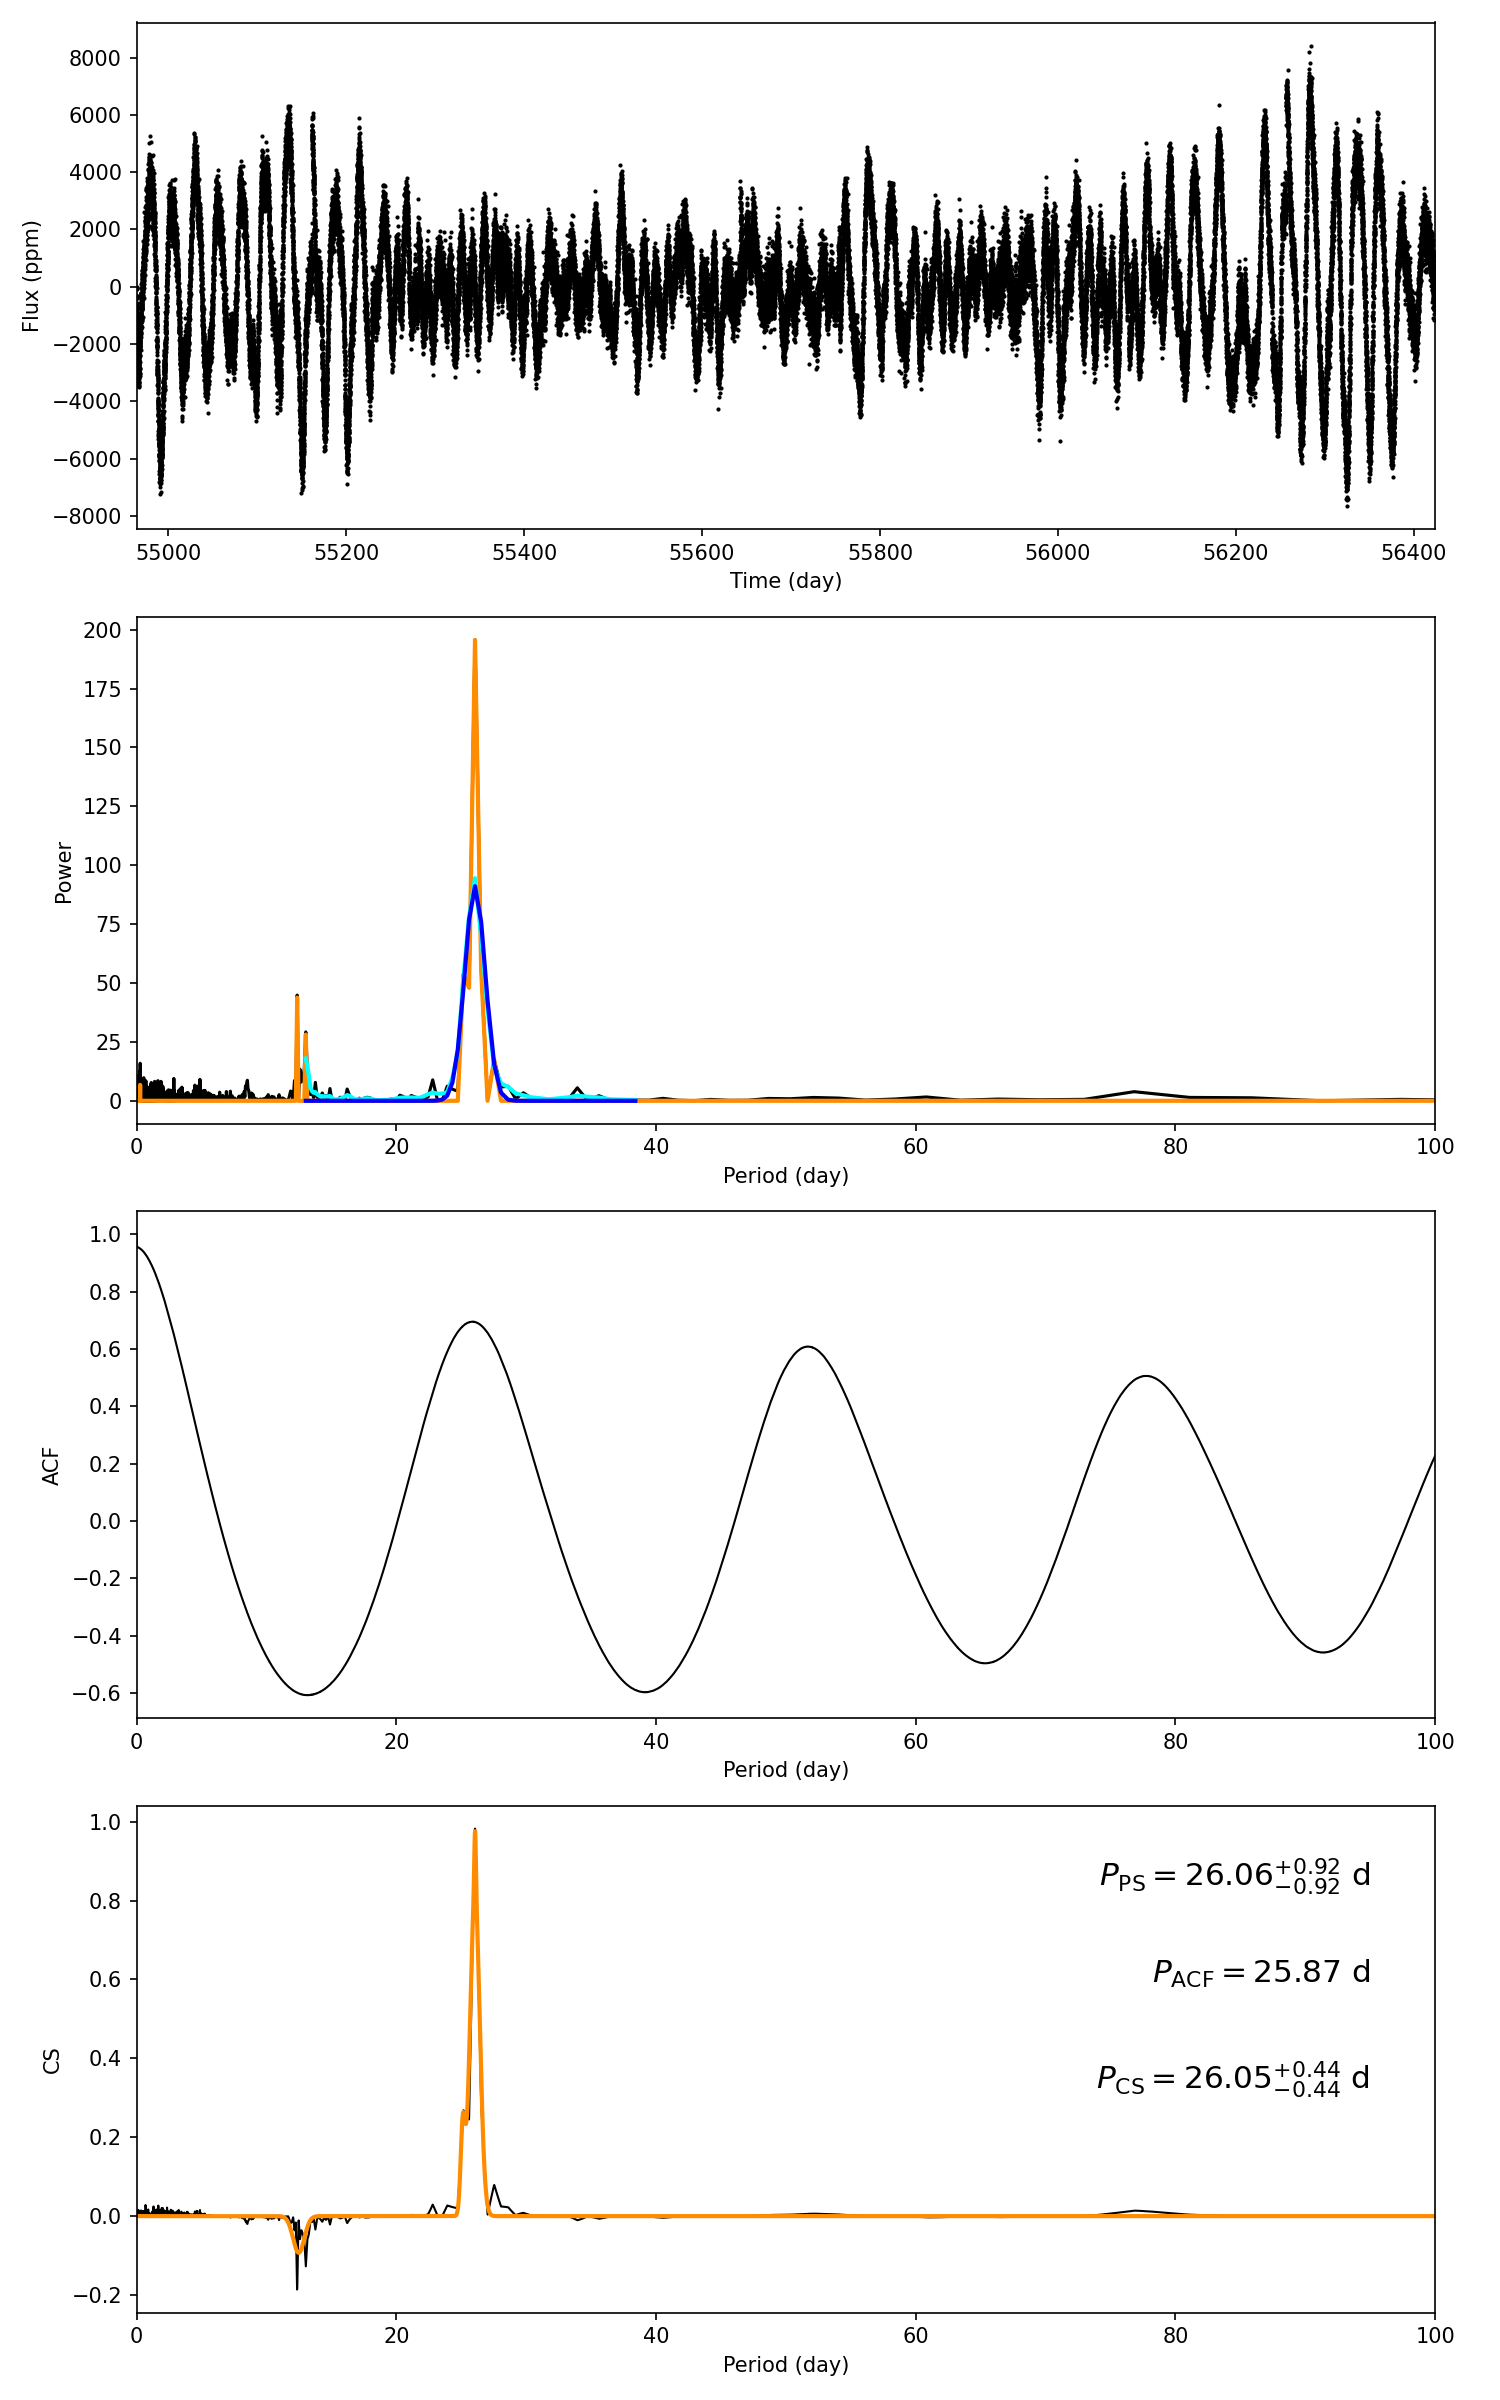 8000
6000
4000
2000
0
−2000
−4000
−6000
−8000
Flux (ppm)
55000 55200 55400 55600 55800 56000 56200 56400
Time (day)
200
175
150
125
100
75
50
25
0
Power
0 20 40 60 80 100
Period (day)
1.0
0.8
0.6
0.4
0.2
0.0
−0.2
−0.4
−0.6
ACF
0 20 40 60 80 100
Period (day)
1.0
0.8
0.6
0.4
0.2
0.0
−0.2
CS
P_PS = 26.06^{+0.92}_{−0.92} d
P_ACF = 25.87 d
P_CS = 26.05^{+0.44}_{−0.44} d
0 20 40 60 80 100
Period (day)